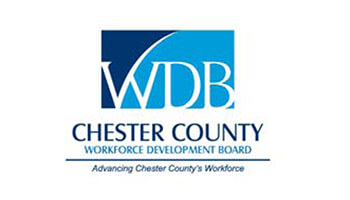 WDB
CHESTER COUNTY
WORKFORCE DEVELOPMENT BOARD
Advancing Chester County's Workforce